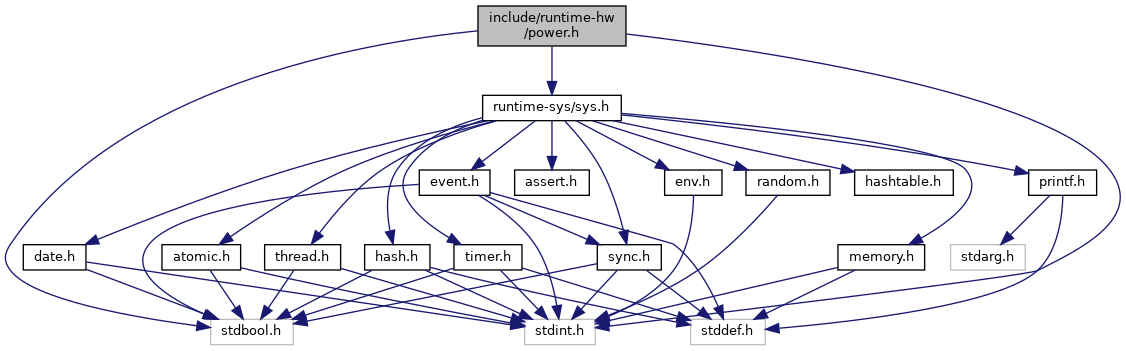 include/runtime-hw
/power.h
runtime-sys/sys.h
event.h
assert.h
env.h
random.h
hashtable.h
printf.h
date.h
atomic.h
thread.h
hash.h
timer.h
sync.h
memory.h
stdarg.h
stdbool.h
stdint.h
stddef.h